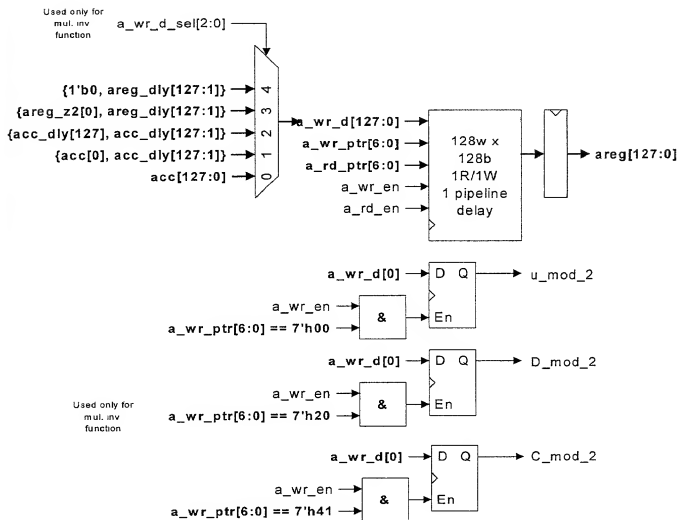 Used only for
mul. inv
function
a_wr_d_sel[2:0]
{1'b0, areg_dly[127:1]}
4
{areg_z2[0], areg_dly[127:1]}
3
{acc_dly[127], acc_dly[127:1]}
2
{acc[0], acc_dly[127:1]}
1
acc[127:0]
0
a_wr_d[127:0]
a_wr_ptr[6:0]
a_rd_ptr[6:0]
a_wr_en
a_rd_en
128w x
128b
1R/1W
1 pipeline
delay
areg[127:0]
a_wr_d[0]
D Q
u_mod_2
a_wr_en
&
En
a_wr_ptr[6:0] == 7'h00
a_wr_d[0]
D Q
D_mod_2
a_wr_en
&
En
a_wr_ptr[6:0] == 7'h20
Used only for
mul. inv
function
a_wr_d[0]
D Q
C_mod_2
a_wr_en
&
En
a_wr_ptr[6:0] == 7'h41